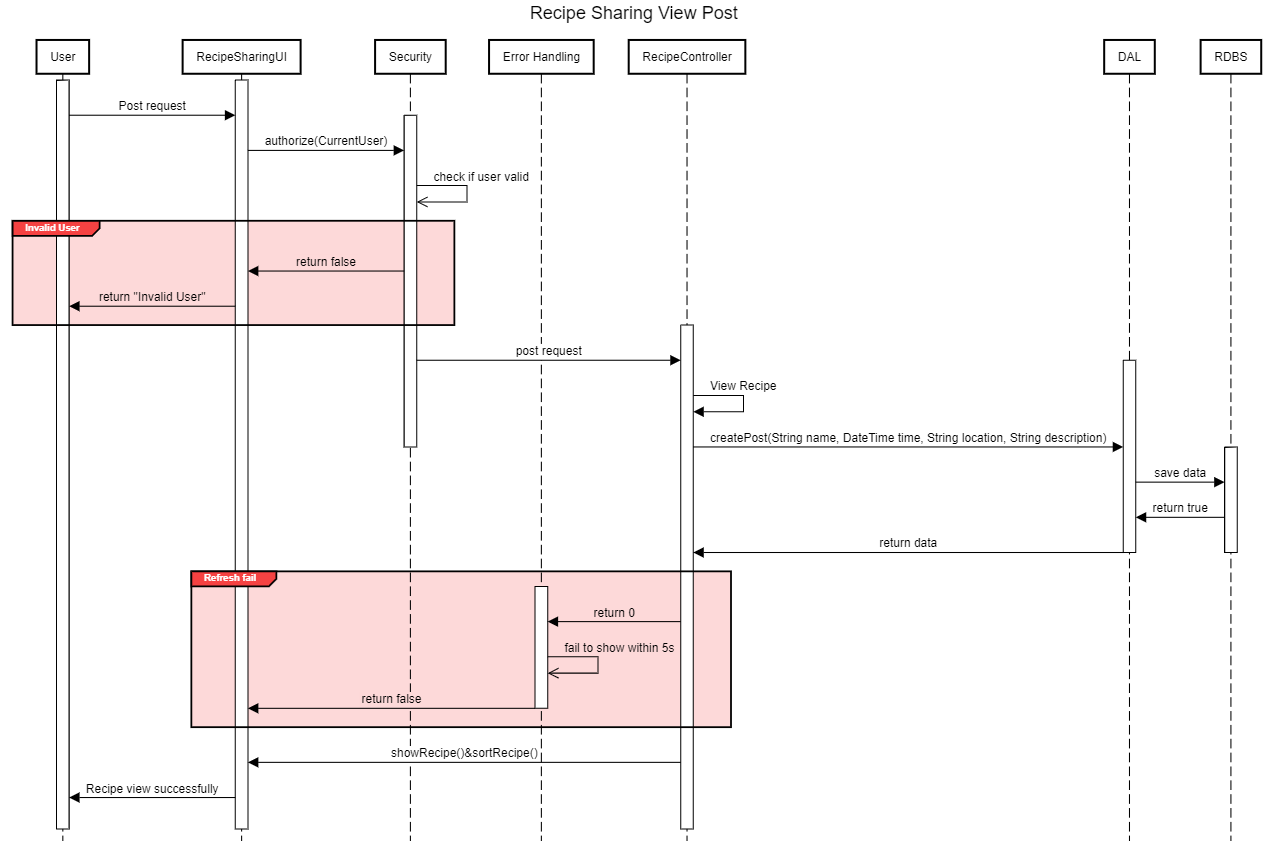 Recipe Sharing View Post
User
RecipeSharingUI
Security
Error Handling
RecipeController
DAL
RDBS
Post request
authorize(CurrentUser)
check if user valid
Invalid User
return false
return "Invalid User"
post request
View Recipe
createPost(String name, DateTime time, String location, String description)
save data
return true
return data
Refresh fail
return 0
fail to show within 5s
return false
showRecipe()&sortRecipe()
Recipe view successfully